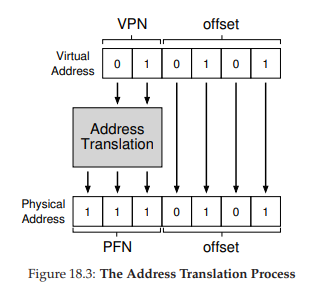 VPN offset
Virtual Address 0 1 0 1 0 1
Address Translation
Physical Address 1 1 1 0 1 0 1
PFN offset
Figure 18.3: The Address Translation Process